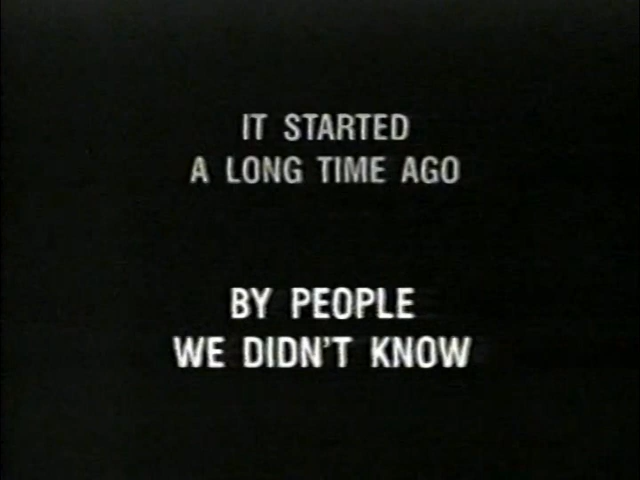 IT STARTED
A LONG TIME AGO
BY PEOPLE
WE DIDN'T KNOW